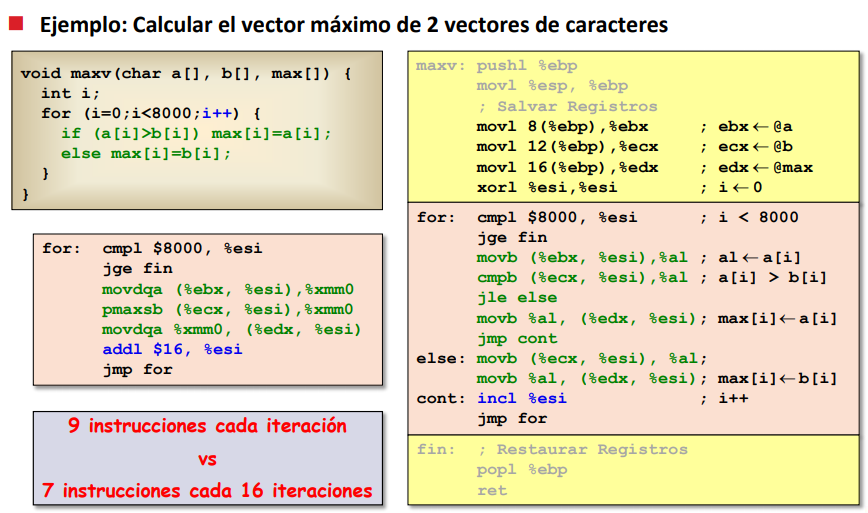 Ejemplo: Calcular el vector máximo de 2 vectores de caracteres
void maxv(char a[], b[], max[]) {
int i;
for (i=0;i<8000;i++) {
if (a[i]>b[i]) max[i]=a[i];
else max[i]=b[i];
}
}
for: cmpl $8000, %esi
jge fin
movdqa (%ebx, %esi),%xmm0
pmaxsb (%ecx, %esi),%xmm0
movdqa %xmm0, (%edx, %esi)
addl $16, %esi
jmp for
9 instrucciones cada iteración
vs
7 instrucciones cada 16 iteraciones
maxv: pushl %ebp
movl %esp, %ebp
; Salvar Registros
movl 8(%ebp),%ebx ; ebx ← @a
movl 12(%ebp),%ecx ; ecx ← @b
movl 16(%ebp),%edx ; edx ← @max
xorl %esi,%esi ; i ← 0
for: cmpl $8000, %esi ; i < 8000
jge fin
movb (%ebx, %esi),%al ; al ← a[i]
cmpb (%ecx, %esi),%al ; a[i] > b[i]
jle else
movb %al, (%edx, %esi); max[i]←a[i]
jmp cont
else: movb (%ecx, %esi), %al;
movb %al, (%edx, %esi); max[i]←b[i]
cont: incl %esi ; i++
jmp for
fin: ; Restaurar Registros
popl %ebp
ret